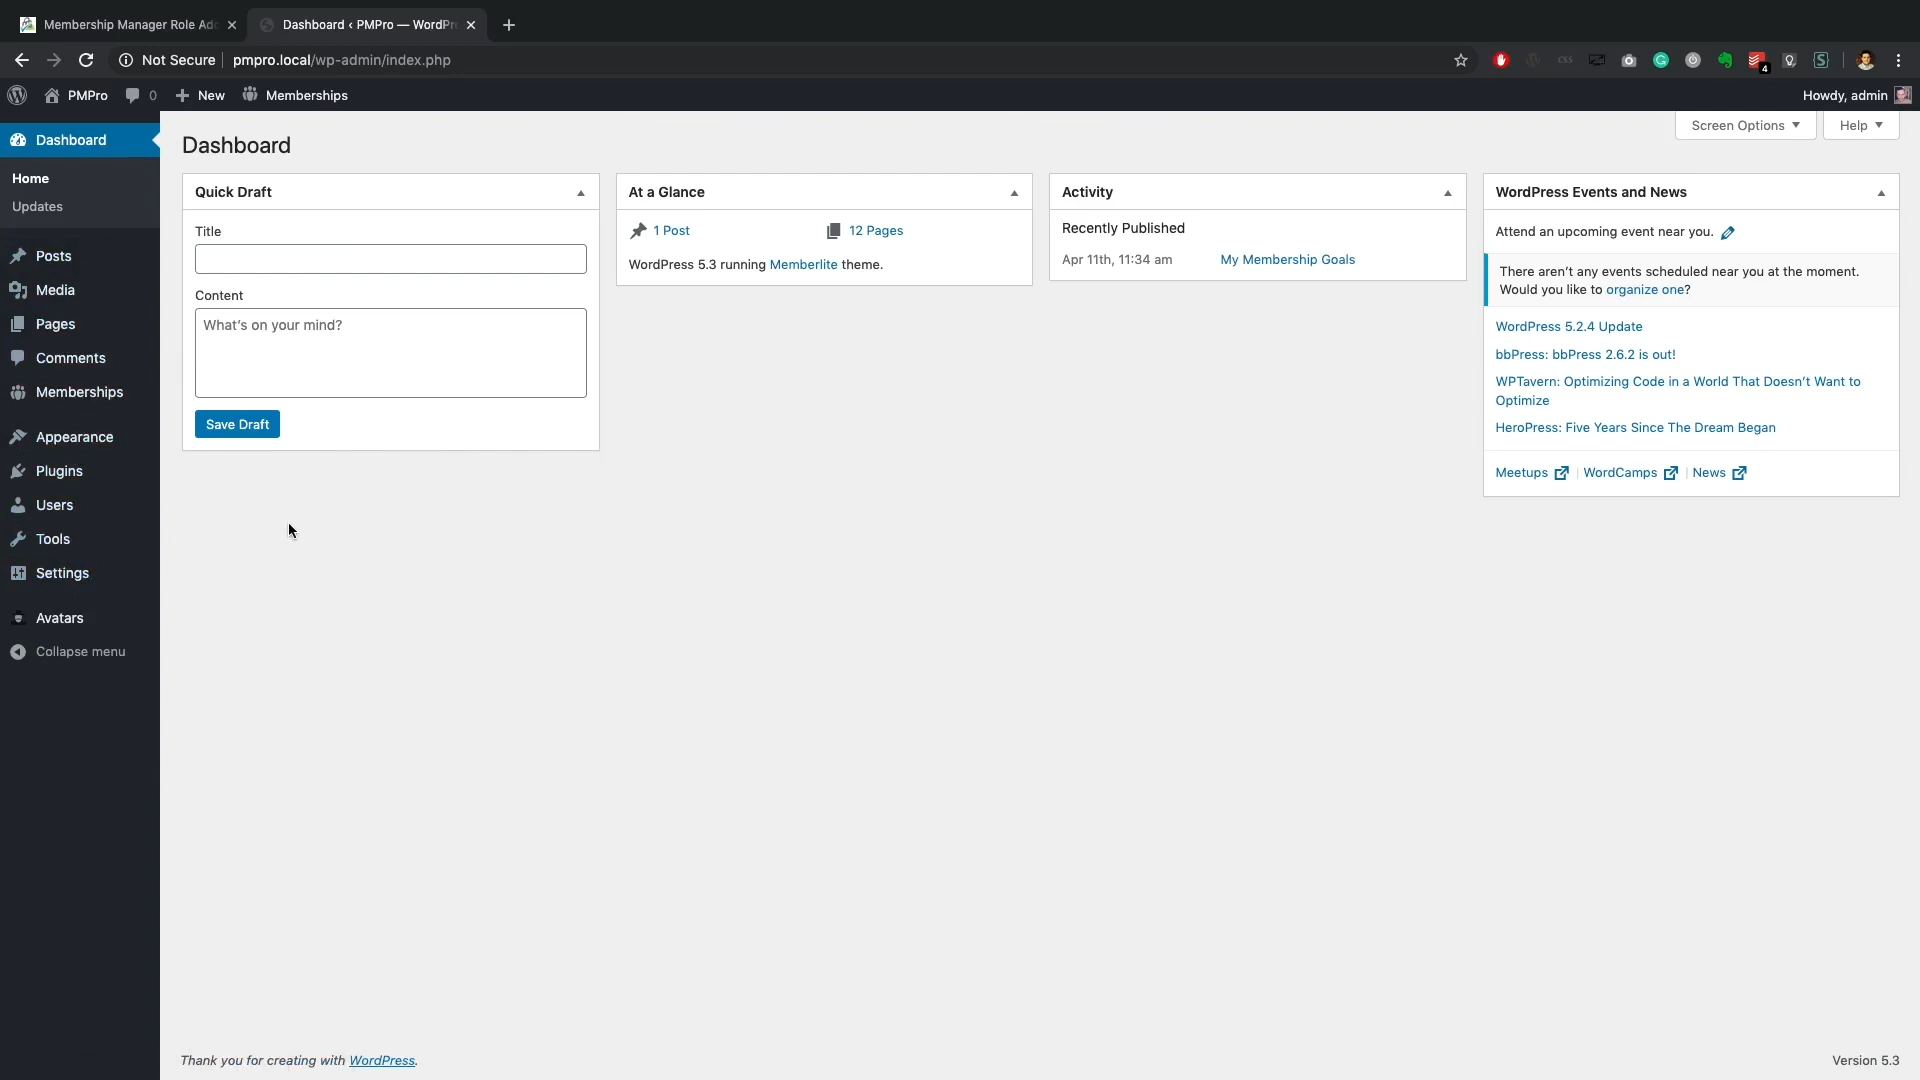 Membership Manager Role Ad
Dashboard ‹ PMPro — WordPr
Not Secure
pmpro.local/wp-admin/index.php
4
PMPro
0
New
Memberships
Howdy, admin
Dashboard
Home
Updates
Posts
Media
Pages
Comments
Memberships
Appearance
Plugins
Users
Tools
Settings
Avatars
Collapse menu
Screen Options
Help
Dashboard
Quick Draft
Title
Content
What's on your mind?
Save Draft
At a Glance
1 Post
12 Pages
WordPress 5.3 running Memberlite theme.
Activity
Recently Published
Apr 11th, 11:34 am
My Membership Goals
WordPress Events and News
Attend an upcoming event near you.
There aren't any events scheduled near you at the moment.
Would you like to organize one?
WordPress 5.2.4 Update
bbPress: bbPress 2.6.2 is out!
WPTavern: Optimizing Code in a World That Doesn't Want to
Optimize
HeroPress: Five Years Since The Dream Began
Meetups
WordCamps
News
Thank you for creating with WordPress.
Version 5.3